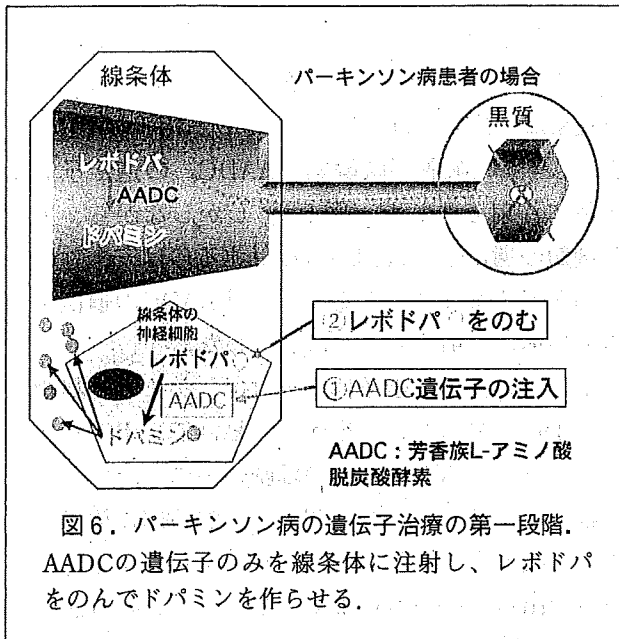 線条体
パーキンソン病患者の場合
黒質
レボドパ
AADC
ドパミン
線条体の
神経細胞
レボドパ
②レボドパ をのむ
AADC
①AADC遺伝子の注入
ドパミン
AADC:芳香族L-アミノ酸
脱炭酸酵素
図6.パーキンソン病の遺伝子治療の第一段階.
AADCの遺伝子のみを線条体に注射し、レボドパ
をのんでドパミンを作らせる.